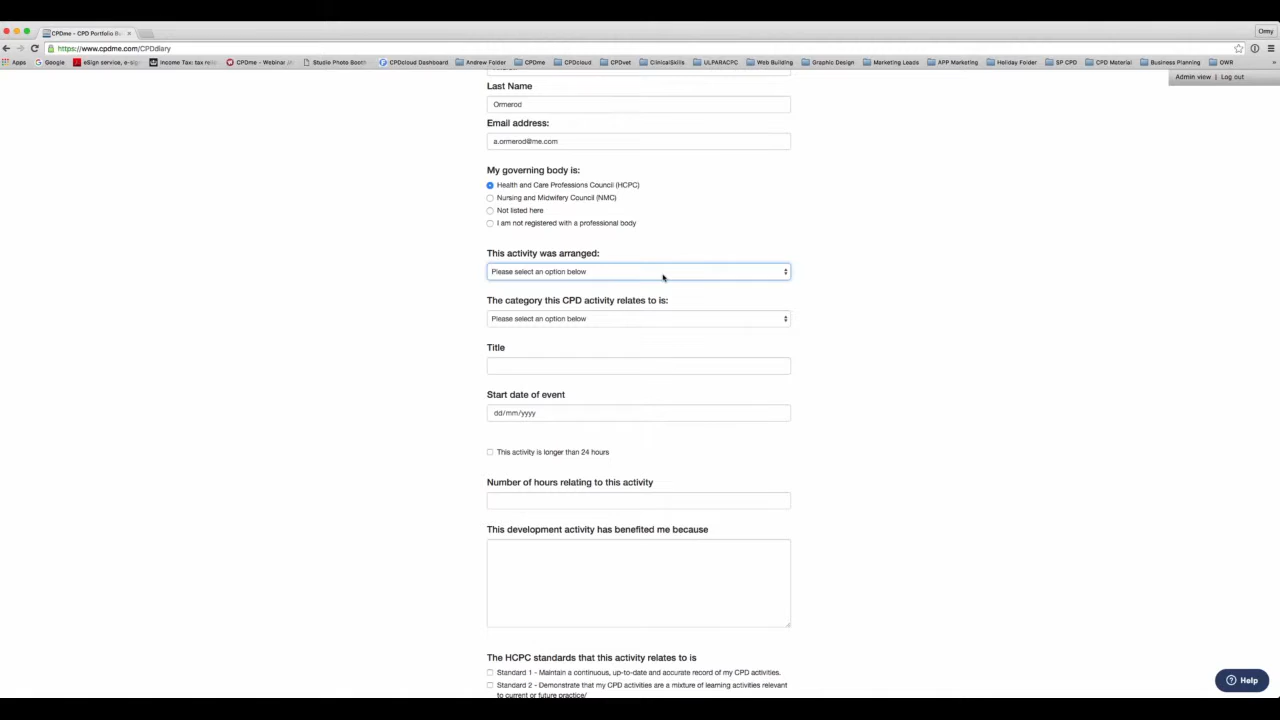 CPDme - CPD Portfolio B
Ormy
https://www.cpdme.com/CPDdiary
Apps Google eSign service, e-sig Income Tax: tax rel CPDme - Webinar Studio Photo Booth CPDcloud Dashboard Andrew Folder CPDme CPDcloud CPDvet ClinicalSkills ULPARACPC Web Building Graphic Design Marketing Leads APP Marketing Holiday Folder SP CPD CPD Material Business Planning OWR »
Admin view | Log out
Last Name
Ormerod
Email address:
a.ormerod@me.com
My governing body is:
Health and Care Professions Council (HCPC)
Nursing and Midwifery Council (NMC)
Not listed here
I am not registered with a professional body
This activity was arranged:
Please select an option below
The category this CPD activity relates to is:
Please select an option below
Title
Start date of event
dd/mm/yyyy
This activity is longer than 24 hours
Number of hours relating to this activity
This development activity has benefited me because
The HCPC standards that this activity relates to is
Standard 1 - Maintain a continuous, up-to-date and accurate record of my CPD activities.
Standard 2 - Demonstrate that my CPD activities are a mixture of learning activities relevant
to current or future practice/
Help